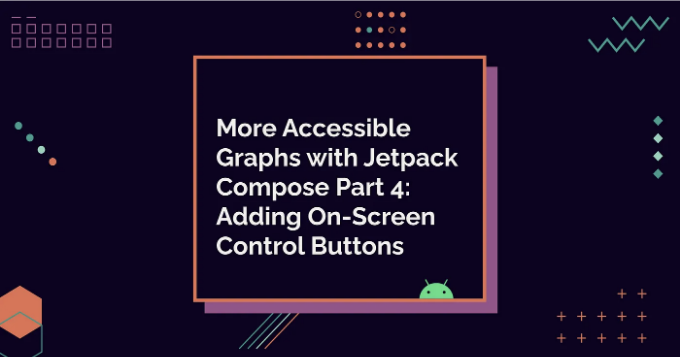 More Accessible
Graphs with Jetpack
Compose Part 4:
Adding On-Screen
Control Buttons